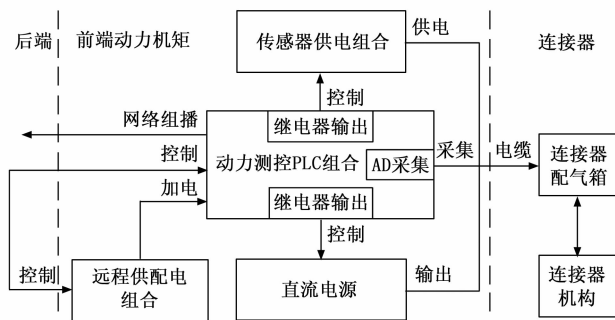 后端
前端动力机矩
传感器供电组合
供电
连接器
控制
网络组播
继电器输出
控制
动力测控PLC组合
AD采集
采集
电缆
连接器
配气箱
加电
继电器输出
控制
控制
远程供配电
组合
直流电源
输出
连接器
机构